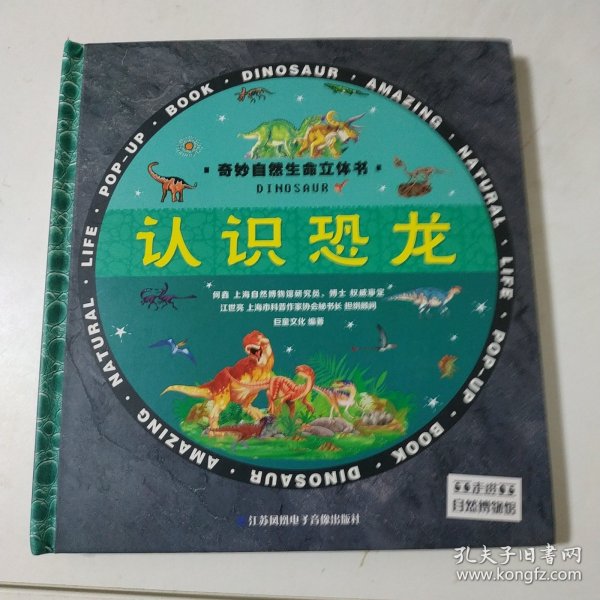 AMAZING · NATURAL · LIFE · POP-UP · BOOK · DINOSAUR · AMAZING · NATURAL · LIFE · POP-UP · BOOK · DINOSAUR ·
· 奇妙自然生命立体书 ·
DINOSAUR
认识恐龙
何鑫 上海自然博物馆研究员、博士 权威审定
江世亮 上海市科普作家协会秘书长 担纲顾问
巨童文化 编著
走进
自然博物馆
江苏凤凰电子音像出版社
孔夫子旧书网
www.kongfz.com